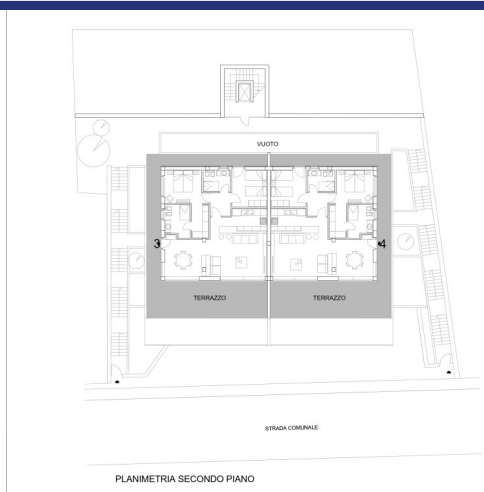 VUOTO
3
4
TERRAZZO
TERRAZZO
STRADA COMUNALE
PLANIMETRIA SECONDO PIANO